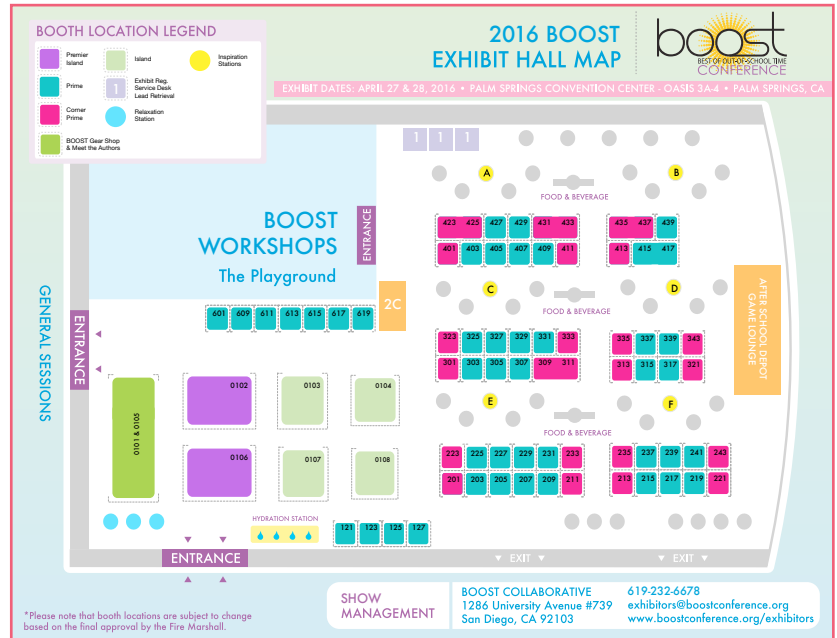 BOOTH LOCATION LEGEND
Premier
Island
Island
Inspiration
Stations
Prime
1
Exhibit Reg.
Service Desk
Lead Retrieval
Corner
Prime
Relaxation
Station
BOOST Gear Shop
& Meet the Authors
2016 BOOST
EXHIBIT HALL MAP
boost
BEST OF OUT-OF-SCHOOL TIME
CONFERENCE
EXHIBIT DATES: APRIL 27 & 28, 2016 • PALM SPRINGS CONVENTION CENTER - OASIS 3A-4 • PALM SPRINGS, CA
1 1 1
A
B
FOOD & BEVERAGE
BOOST
WORKSHOPS
The Playground
ENTRANCE
423 425 427 429 431 433
435 437 439
401 403 405 407 409 411
413 415 417
GENERAL SESSIONS
ENTRANCE
2C
C
D
FOOD & BEVERAGE
AFTER SCHOOL DEPOT
GAME LOUNGE
601 609 611 613 615 617 619
323 325 327 329 331 333
335 337 339 343
301 303 305 307 309 311
313 315 317 321
0101 & 0105
0102
0103
0104
E
F
FOOD & BEVERAGE
0106
0107
0108
223 225 227 229 231 233
235 237 239 241 243
201 203 205 207 209 211
213 215 217 219 221
HYDRATION STATION
121 123 125 127
ENTRANCE
EXIT
EXIT
*Please note that booth locations are subject to change
based on the final approval by the Fire Marshall.
SHOW
MANAGEMENT
BOOST COLLABORATIVE
1286 University Avenue #739
San Diego, CA 92103
619-232-6678
exhibitors@boostconference.org
www.boostconference.org/exhibitors